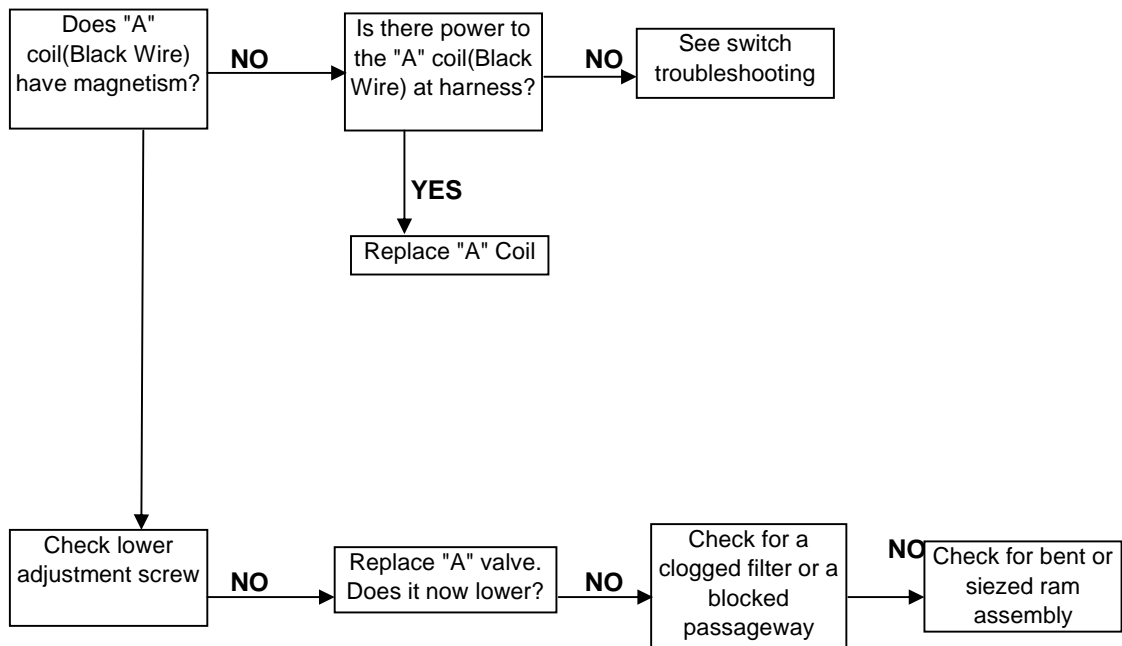 Does "A"
coil(Black Wire)
have magnetism?
NO
Is there power to
the "A" coil(Black
Wire) at harness?
NO
See switch
troubleshooting
YES
Replace "A" Coil
Check lower
adjustment screw
NO
Replace "A" valve.
Does it now lower?
NO
Check for a
clogged filter or a
blocked
passageway
NO
Check for bent or
siezed ram
assembly